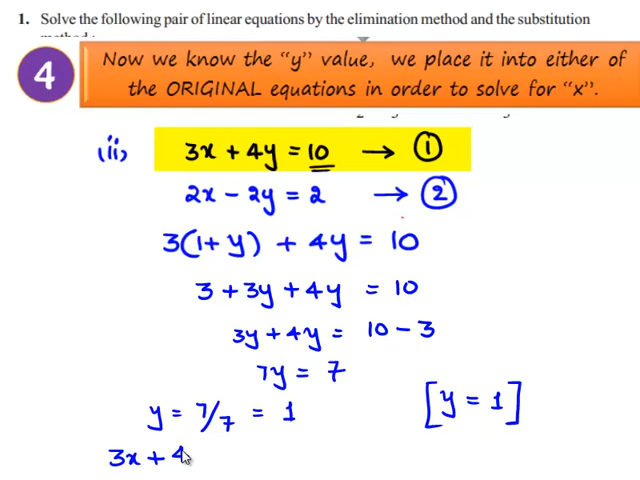 1. Solve the following pair of linear equations by the elimination method and the substitution
4
Now we know the "y" value, we place it into either of
the ORIGINAL equations in order to solve for "x".
(ii) 3x + 4y = 10 → ①
2x - 2y = 2 → ②
3(1 + y) + 4y = 10
3 + 3y + 4y = 10
3y + 4y = 10 - 3
7y = 7
y = 7/7 = 1 [y = 1]
3x + 4